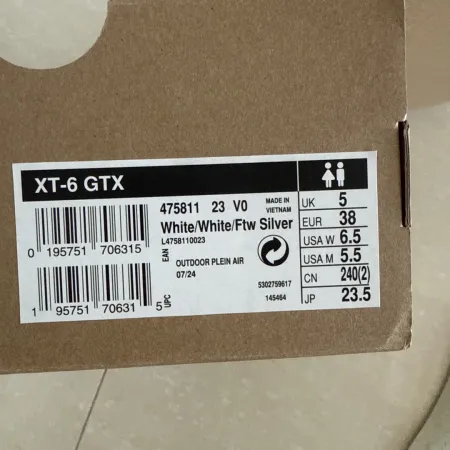 XT-6 GTX
475811 23 V0
MADE IN
VIETNAM
White/White/Ftw Silver
L4758110023
EAN
0 195751 706315
OUTDOOR PLEIN AIR
07/24
5302759617
145464
1 95751 70631 5
UPC
UK 5
EUR 38
USA W 6.5
USA M 5.5
CN 240(2)
JP 23.5